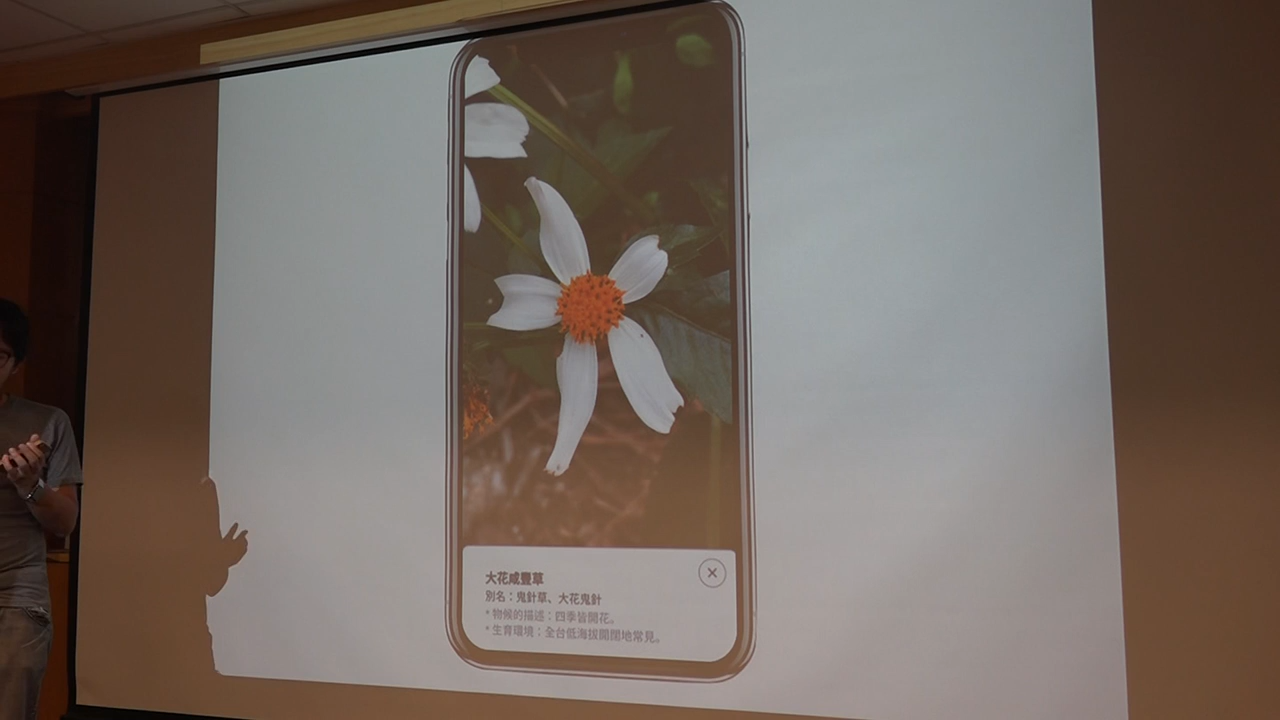 大花咸豐草
別名：鬼針草、大花鬼針
* 物候的描述：四季皆開花。
* 生育環境：全台低海拔開闊地常見。